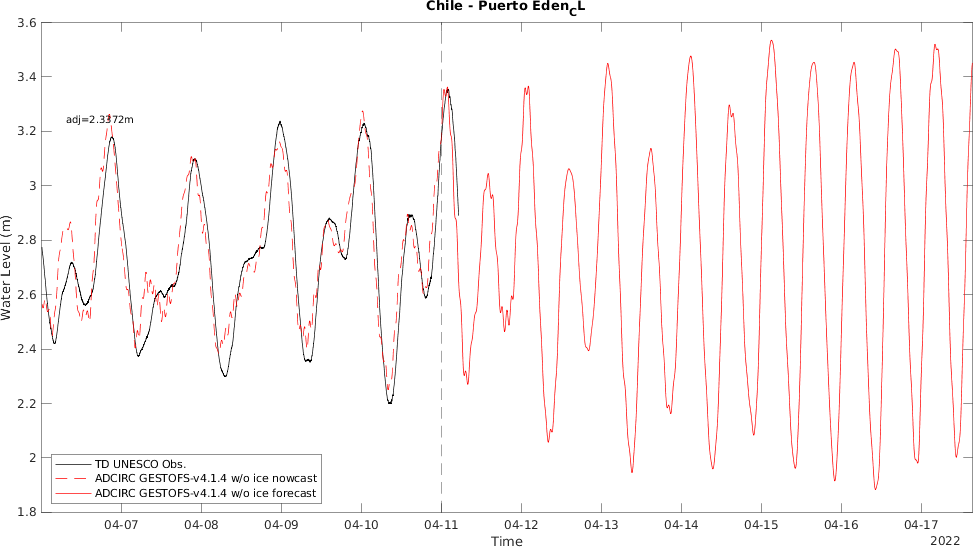 Chile - Puerto Eden_CL
adj=2.3372m
Water Level (m)
3.6
3.4
3.2
3
2.8
2.6
2.4
2.2
2
1.8
TD UNESCO Obs.
ADCIRC GESTOFS-v4.1.4 w/o ice nowcast
ADCIRC GESTOFS-v4.1.4 w/o ice forecast
04-07 04-08 04-09 04-10 04-11 04-12 04-13 04-14 04-15 04-16 04-17
Time
2022